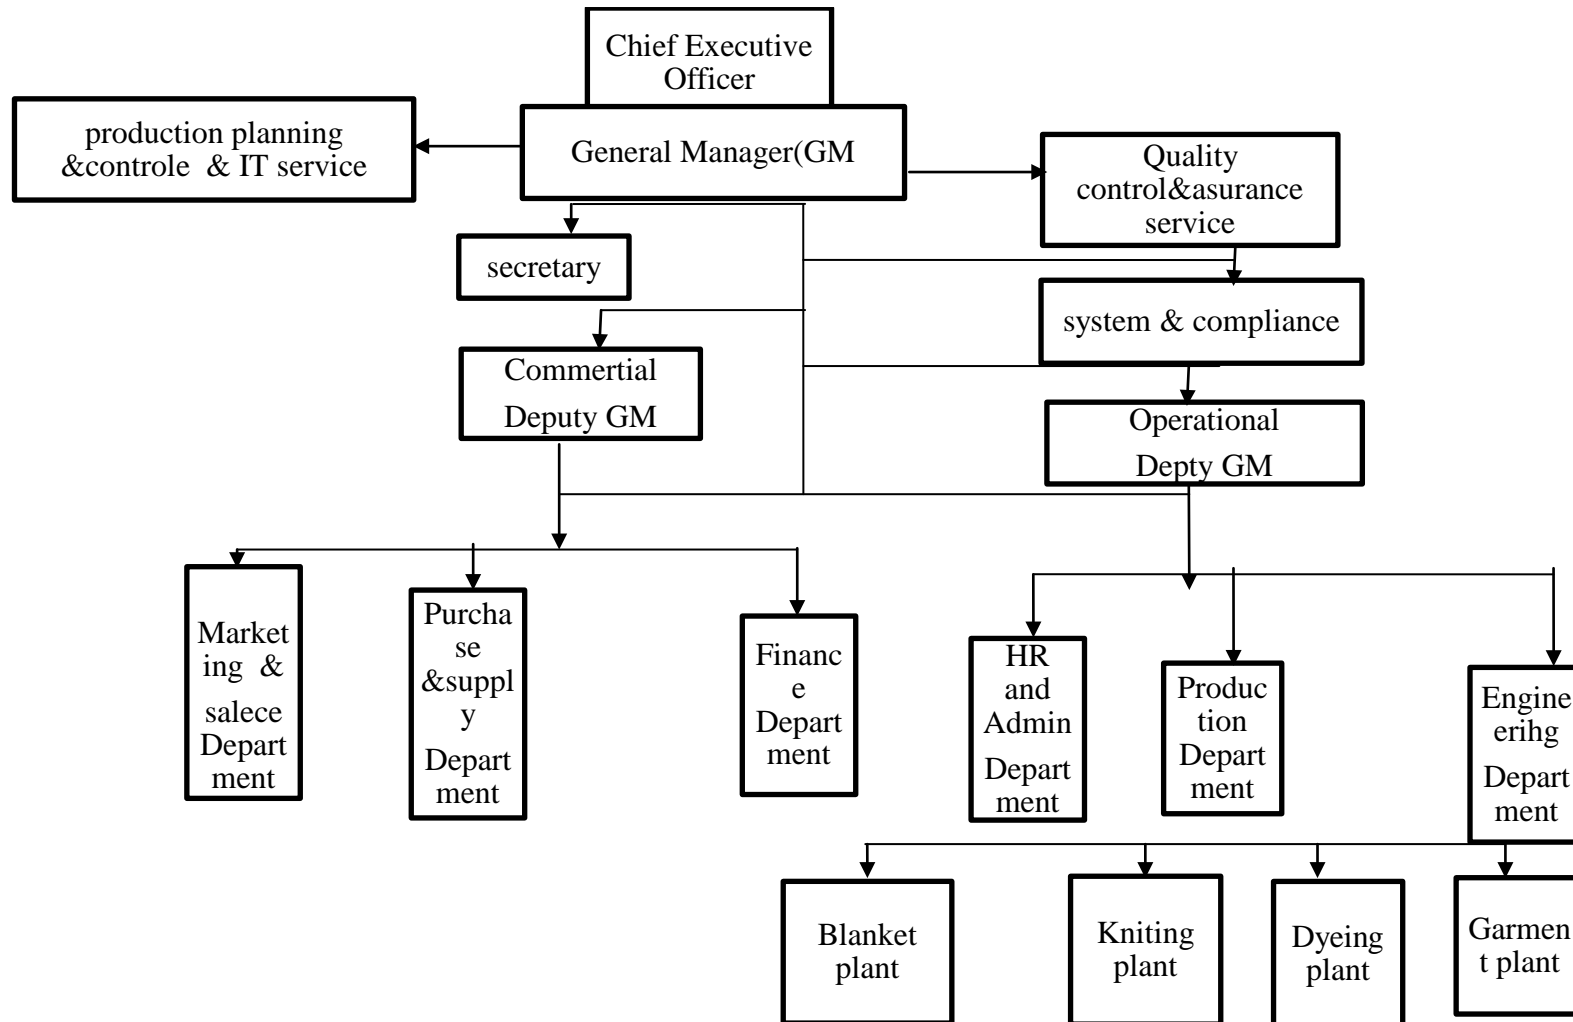 Chief Executive
Officer
production planning
&controle & IT service
General Manager(GM
Quality
control&asurance
service
secretary
system & compliance
Commertial
Deputy GM
Operational
Depty GM
Market
ing &
salece
Depart
ment
Purcha
se
&suppl
y
Depart
ment
Financ
e
Depart
ment
HR
and
Admin
Depart
ment
Produc
tion
Depart
ment
Engine
erihg
Depart
ment
Blanket
plant
Kniting
plant
Dyeing
plant
Garmen
t plant